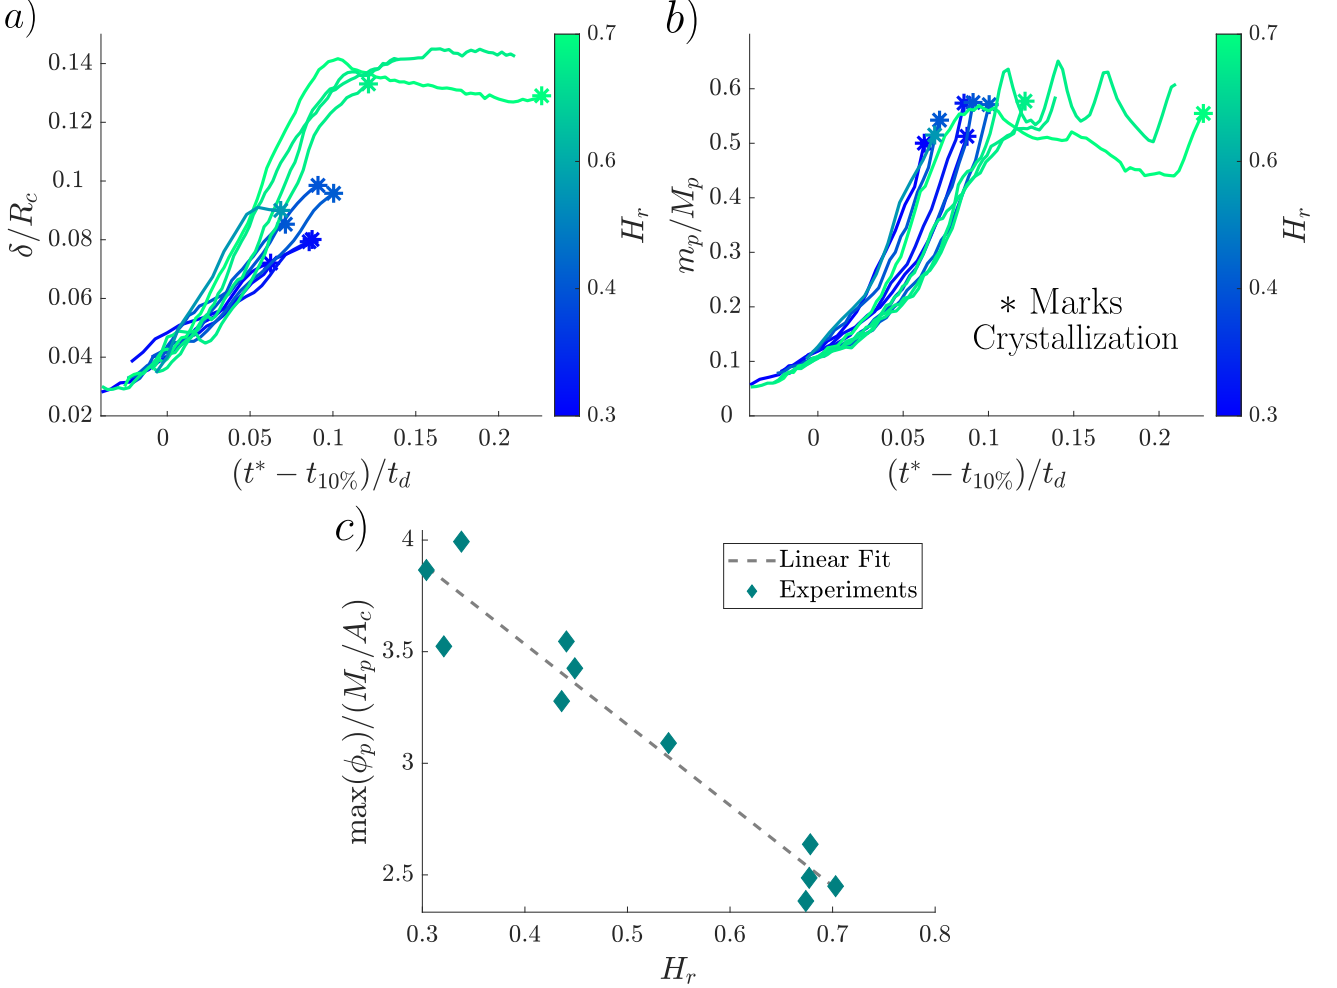 a)
δ/R_c
0.14
0.12
0.1
0.08
0.06
0.04
0.02
0 0.05 0.1 0.15 0.2
(t* − t_10%)/t_d
0.7
0.6
0.4
0.3
H_r
b)
m_p/M_p
0.6
0.5
0.4
0.3
0.2
0.1
0
0 0.05 0.1 0.15 0.2
(t* − t_10%)/t_d
∗ Marks
Crystallization
0.7
0.6
0.4
0.3
H_r
c)
max(ϕ_p)/(M_p/A_c)
4
3.5
3
2.5
0.3 0.4 0.5 0.6 0.7 0.8
H_r
Linear Fit
Experiments